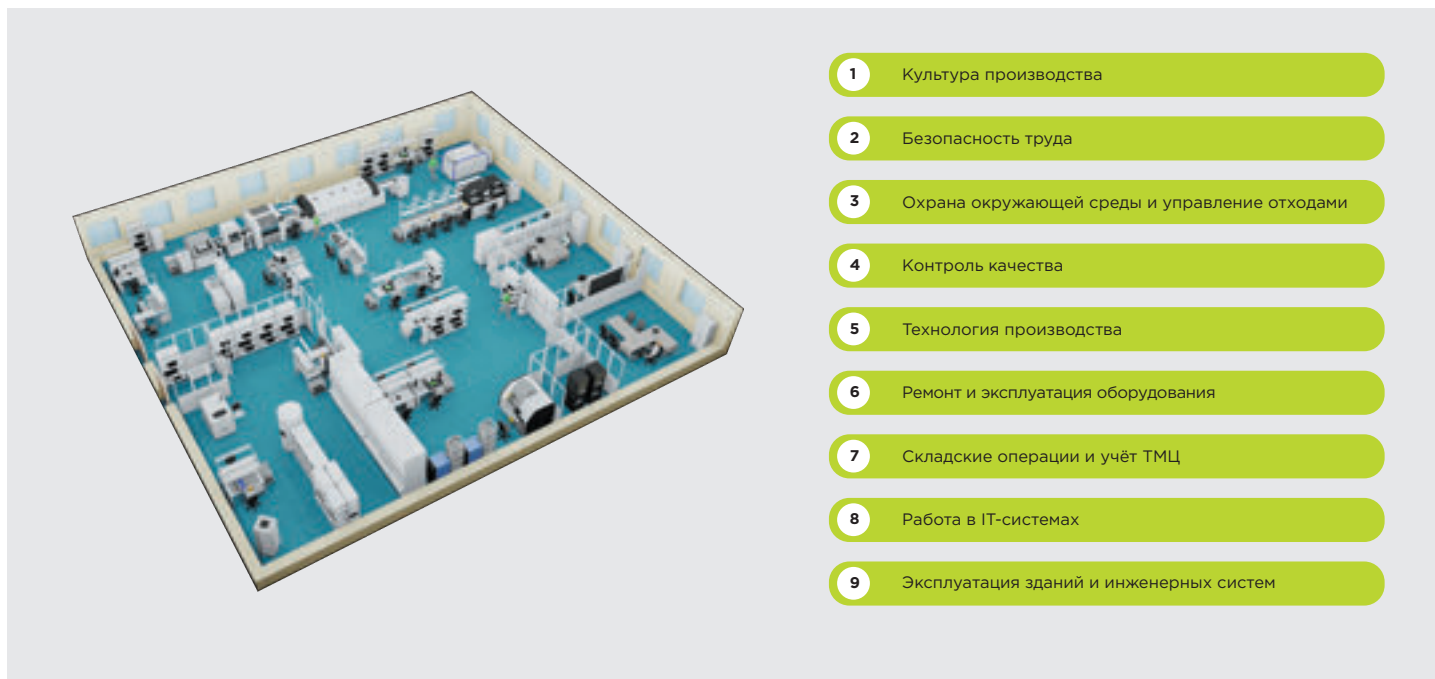 1 Культура производства
2 Безопасность труда
3 Охрана окружающей среды и управление отходами
4 Контроль качества
5 Технология производства
6 Ремонт и эксплуатация оборудования
7 Складские операции и учёт ТМЦ
8 Работа в IT-системах
9 Эксплуатация зданий и инженерных систем